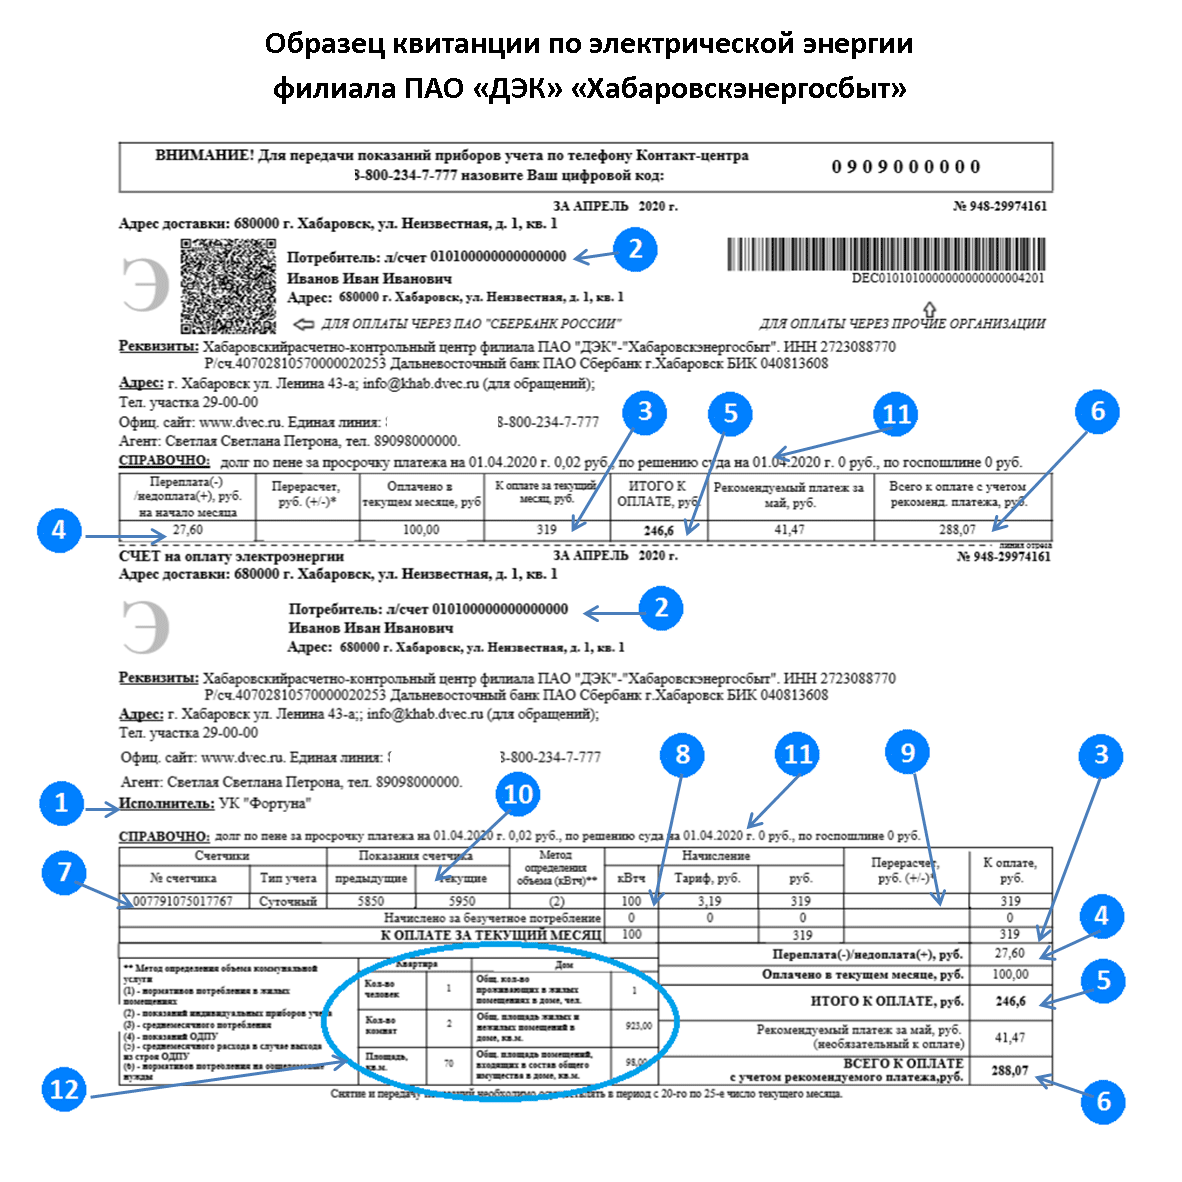 Образец квитанции по электрической энергии
филиала ПАО «ДЭК» «Хабаровскэнергосбыт»
ВНИМАНИЕ! Для передачи показаний приборов учета по телефону Контакт-центра
8-800-234-7-777 назовите Ваш цифровой код:
0 9 0 9 0 0 0 0 0 0
ЗА АПРЕЛЬ 2020 г. № 948-29974161
Адрес доставки: 680000 г. Хабаровск, ул. Неизвестная, д. 1, кв. 1
Э
Потребитель: л/счет 010100000000000000
2
Иванов Иван Иванович
Адрес: 680000 г. Хабаровск, ул. Неизвестная, д. 1, кв. 1
DEC0101010000000000000004201
ДЛЯ ОПЛАТЫ ЧЕРЕЗ ПАО "СБЕРБАНК РОССИИ"
ДЛЯ ОПЛАТЫ ЧЕРЕЗ ПРОЧИЕ ОРГАНИЗАЦИИ
Реквизиты: Хабаровскийрасчетно-контрольный центр филиала ПАО "ДЭК"-"Хабаровскэнергосбыт". ИНН 2723088770
Р/сч.40702810570000020253 Дальневосточный банк ПАО Сбербанк г.Хабаровск БИК 040813608
Адрес: г. Хабаровск ул. Ленина 43-а; info@khab.dvec.ru (для обращений);
Тел. участка 29-00-00
Офиц. сайт: www.dvec.ru. Единая линия: 8-800-234-7-777
3 5 11 6
Агент: Светлая Светлана Петрона, тел. 89098000000.
СПРАВОЧНО: долг по пене за просрочку платежа на 01.04.2020 г. 0,02 руб., по решению суда на 01.04.2020 г. 0 руб., по госпошлине 0 руб.
Переплата(-) /недоплата(+), руб. на начало месяца
Перерасчет, руб. (+/-)*
Оплачено в текущем месяце, руб
К оплате за текущий месяц, руб.
ИТОГО К ОПЛАТЕ, руб.
Рекомендуемый платеж за май, руб.
Всего к оплате с учетом рекоменд. платежа, руб.
4
27,60 100,00 319 246,6 41,47 288,07
линия отреза
СЧЕТ на оплату электроэнергии ЗА АПРЕЛЬ 2020 г. № 948-29974161
Адрес доставки: 680000 г. Хабаровск, ул. Неизвестная, д. 1, кв. 1
Э
Потребитель: л/счет 010100000000000000
2
Иванов Иван Иванович
Адрес: 680000 г. Хабаровск, ул. Неизвестная, д. 1, кв. 1
Реквизиты: Хабаровскийрасчетно-контрольный центр филиала ПАО "ДЭК"-"Хабаровскэнергосбыт". ИНН 2723088770
Р/сч.40702810570000020253 Дальневосточный банк ПАО Сбербанк г.Хабаровск БИК 040813608
Адрес: г. Хабаровск ул. Ленина 43-а;; info@khab.dvec.ru (для обращений);
Тел. участка 29-00-00
Офиц. сайт: www.dvec.ru. Единая линия: 8-800-234-7-777
8 11 9 3
Агент: Светлая Светлана Петрона, тел. 89098000000.
10
1
Исполнитель: УК "Фортуна"
СПРАВОЧНО: долг по пене за просрочку платежа на 01.04.2020 г. 0,02 руб., по решению суда на 01.04.2020 г. 0 руб., по госпошлине 0 руб.
Счетчики Показания счетчика Метод определения объема (кВтч)** Начисление Перерасчет, руб. (+/-)* К оплате, руб.
7
№ счетчика Тип учета предыдущие текущие кВтч Тариф, руб. руб.
007791075017767 Суточный 5850 5950 (2) 100 3,19 319 319
Начислено за безучетное потребление 0 0 0 0
К ОПЛАТЕ ЗА ТЕКУЩИЙ МЕСЯЦ 100 319 319
4
Переплата(-)/недоплата(+), руб. 27,60
Оплачено в текущем месяце, руб. 100,00
5
ИТОГО К ОПЛАТЕ, руб. 246,6
Рекомендуемый платеж за май, руб. (необязательный к оплате) 41,47
ВСЕГО К ОПЛАТЕ
с учетом рекомендуемого платежа,руб. 288,07
6
** Метод определения объема коммунальной
услуги
(1) - нормативов потребления в жилых
помещениях
(2) - показаний индивидуальных приборов учета
(3) - среднемесячного потребления
(4) - показаний ОДПУ
(5) - среднемесячного расхода в случае выхода
из строя ОДПУ
(6) - нормативов потребления на общедомовые
нужды
12
Квартира Дом
Кол-во человек 1
Общ. кол-во проживающих в жилых помещениях в доме, чел. 1
Кол-во комнат 2
Общ. площадь жилых и нежилых помещений в доме, кв.м. 923,00
Площадь, кв.м. 70
Общ. площадь помещений, входящих в состав общего имущества в доме, кв.м. 98,00
Снятие и передачу показаний необходимо осуществлять в период с 20-го по 25-е число текущего месяца.